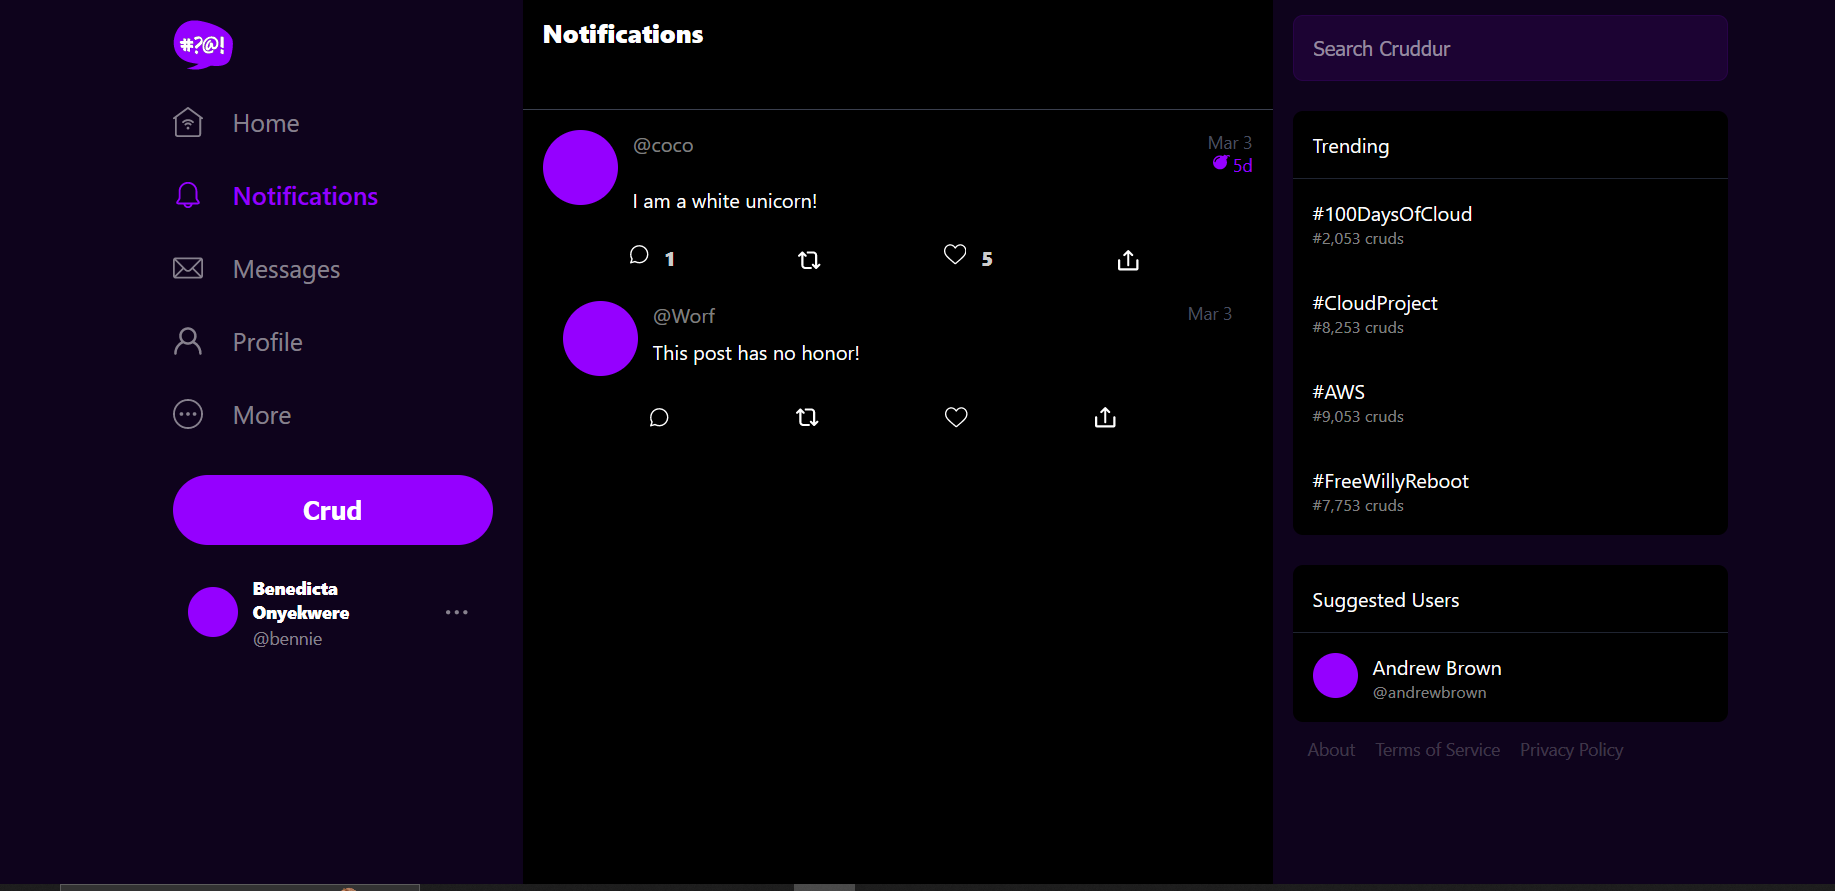 #?@!
Home
Notifications
Messages
Profile
More
Crud
Benedicta
Onyekwere
@bennie
Notifications
@coco
Mar 3
5d
I am a white unicorn!
1
5
@Worf
Mar 3
This post has no honor!
Search Cruddur
Trending
#100DaysOfCloud
#2,053 cruds
#CloudProject
#8,253 cruds
#AWS
#9,053 cruds
#FreeWillyReboot
#7,753 cruds
Suggested Users
Andrew Brown
@andrewbrown
About Terms of Service Privacy Policy